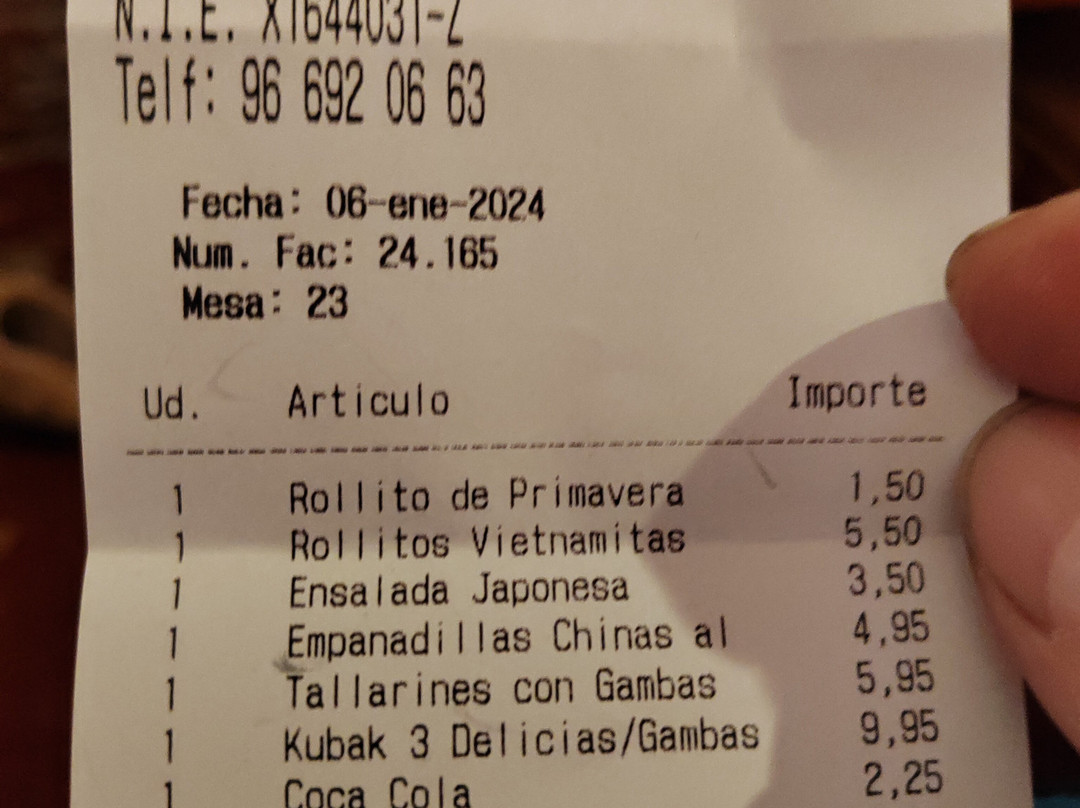 N.I.E. X1644031-Z
Telf: 96 692 06 63
Fecha: 06-ene-2024
Num. Fac: 24.165
Mesa: 23
Ud. Articulo Importe
1 Rollito de Primavera 1,50
1 Rollitos Vietnamitas 5,50
1 Ensalada Japonesa 3,50
1 Empanadillas Chinas al 4,95
1 Tallarines con Gambas 5,95
1 Kubak 3 Delicias/Gambas 9,95
1 Coca Cola 2,25